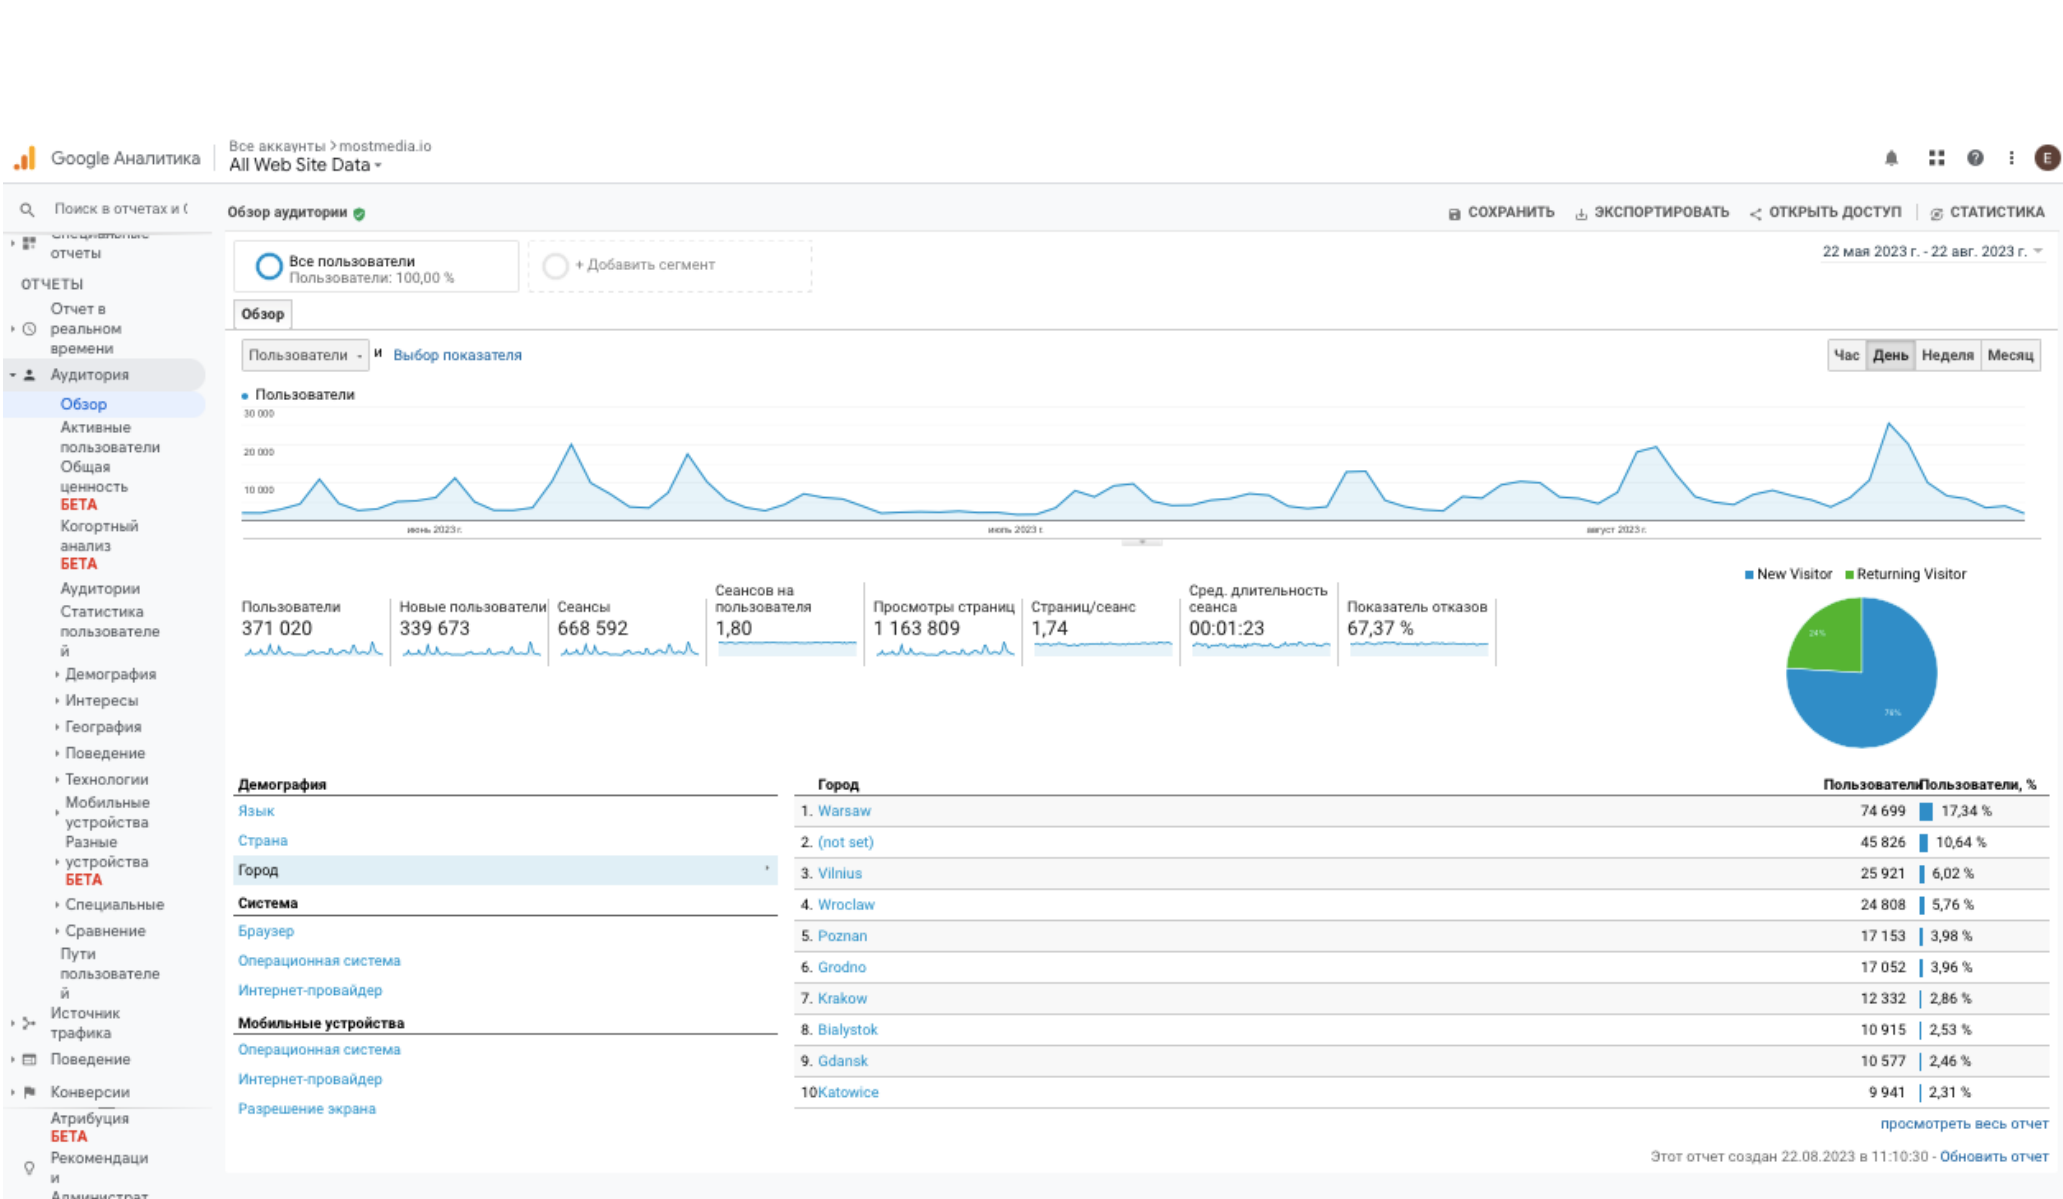 Google Аналитика
Все аккаунты > mostmedia.io
All Web Site Data
E
Поиск в отчетах и
Обзор аудитории
СОХРАНИТЬ
ЭКСПОРТИРОВАТЬ
ОТКРЫТЬ ДОСТУП
СТАТИСТИКА
Специальные
отчеты
ОТЧЕТЫ
Отчет в
реальном
времени
Аудитория
Обзор
Активные
пользователи
Общая
ценность
БЕТА
Когортный
анализ
БЕТА
Аудитории
Статистика
пользователе
й
Демография
Интересы
География
Поведение
Технологии
Мобильные
устройства
Разные
устройства
БЕТА
Специальные
Сравнение
Пути
пользователе
й
Источник
трафика
Поведение
Конверсии
Атрибуция
БЕТА
Рекомендаци
и
Администрат
Все пользователи
Пользователи: 100,00 %
+ Добавить сегмент
22 мая 2023 г. - 22 авг. 2023 г.
Обзор
Пользователи
и
Выбор показателя
Час
День
Неделя
Месяц
Пользователи
30 000
20 000
10 000
июнь 2023 г.
июль 2023 г.
август 2023 г.
New Visitor
Returning Visitor
24%
76%
Пользователи
371 020
Новые пользователи
339 673
Сеансы
668 592
Сеансов на
пользователя
1,80
Просмотры страниц
1 163 809
Страниц/сеанс
1,74
Сред. длительность
сеанса
00:01:23
Показатель отказов
67,37 %
Демография
Язык
Страна
Город
Система
Браузер
Операционная система
Интернет-провайдер
Мобильные устройства
Операционная система
Интернет-провайдер
Разрешение экрана
Город Пользователи Пользователи, %
1. Warsaw 74 699 17,34 %
2. (not set) 45 826 10,64 %
3. Vilnius 25 921 6,02 %
4. Wroclaw 24 808 5,76 %
5. Poznan 17 153 3,98 %
6. Grodno 17 052 3,96 %
7. Krakow 12 332 2,86 %
8. Bialystok 10 915 2,53 %
9. Gdansk 10 577 2,46 %
10 Katowice 9 941 2,31 %
просмотреть весь отчет
Этот отчет создан 22.08.2023 в 11:10:30 - Обновить отчет